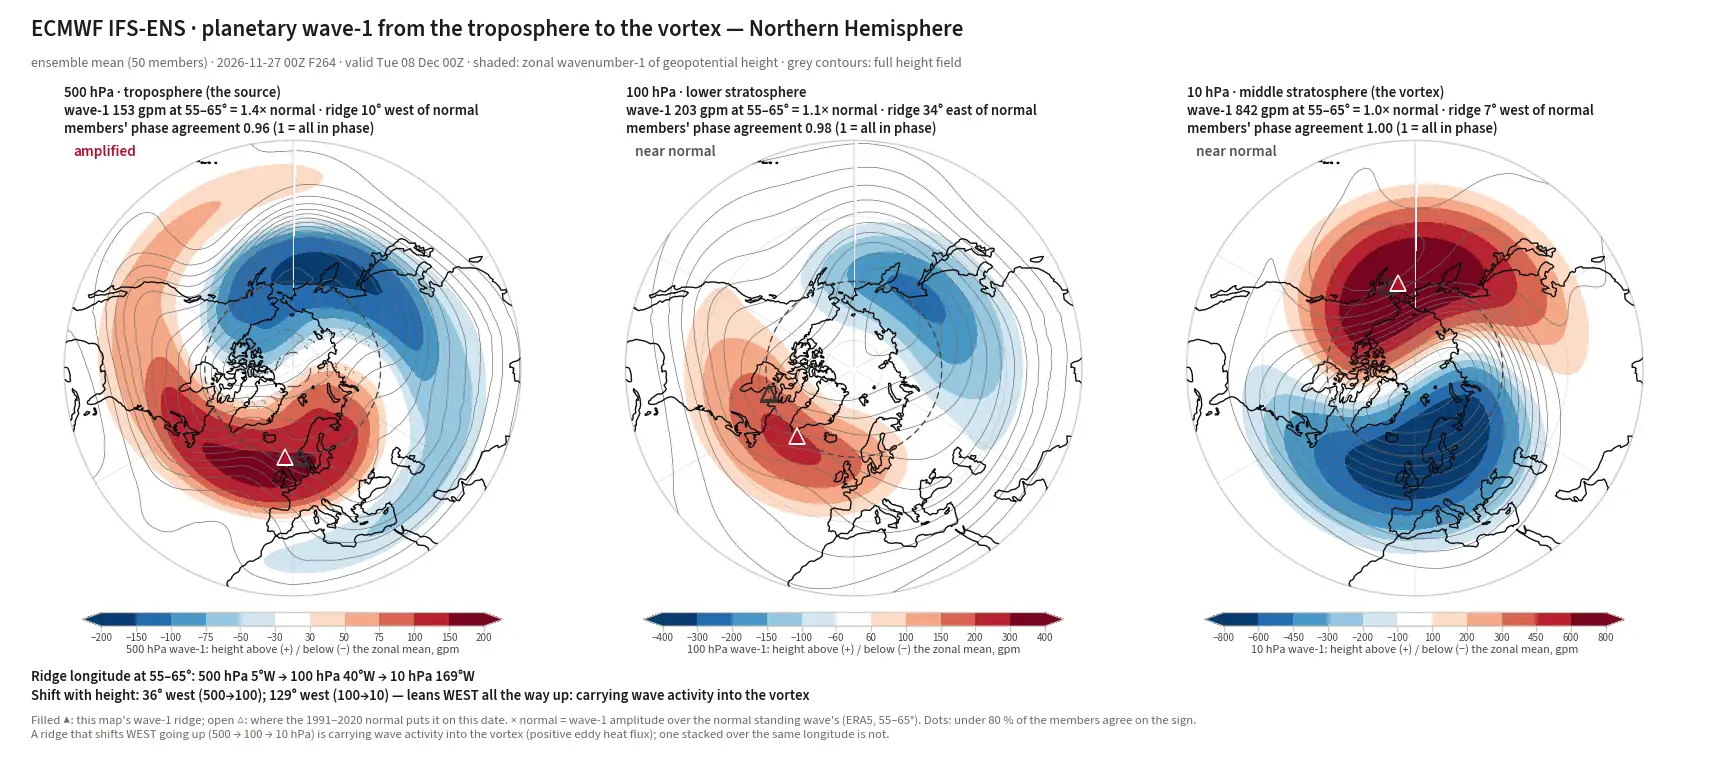 ECMWF IFS-ENS · planetary wave-1 from the troposphere to the vortex — Northern Hemisphere
ensemble mean (50 members) · 2026-11-27 00Z F264 · valid Tue 08 Dec 00Z · shaded: zonal wavenumber-1 of geopotential height · grey contours: full height field
500 hPa · troposphere (the source)
wave-1 153 gpm at 55–65° = 1.4× normal · ridge 10° west of normal
members' phase agreement 0.96 (1 = all in phase)
amplified
100 hPa · lower stratosphere
wave-1 203 gpm at 55–65° = 1.1× normal · ridge 34° east of normal
members' phase agreement 0.98 (1 = all in phase)
near normal
10 hPa · middle stratosphere (the vortex)
wave-1 842 gpm at 55–65° = 1.0× normal · ridge 7° west of normal
members' phase agreement 1.00 (1 = all in phase)
near normal
−200 −150 −100 −75 −50 −30 30 50 75 100 150 200
500 hPa wave-1: height above (+) / below (−) the zonal mean, gpm
−400 −300 −200 −150 −100 −60 60 100 150 200 300 400
100 hPa wave-1: height above (+) / below (−) the zonal mean, gpm
−800 −600 −450 −300 −200 −100 100 200 300 450 600 800
10 hPa wave-1: height above (+) / below (−) the zonal mean, gpm
Ridge longitude at 55–65°: 500 hPa 5°W → 100 hPa 40°W → 10 hPa 169°W
Shift with height: 36° west (500→100); 129° west (100→10) — leans WEST all the way up: carrying wave activity into the vortex
Filled ▲: this map's wave-1 ridge; open △: where the 1991–2020 normal puts it on this date. × normal = wave-1 amplitude over the normal standing wave's (ERA5, 55–65°). Dots: under 80 % of the members agree on the sign.
A ridge that shifts WEST going up (500 → 100 → 10 hPa) is carrying wave activity into the vortex (positive eddy heat flux); one stacked over the same longitude is not.